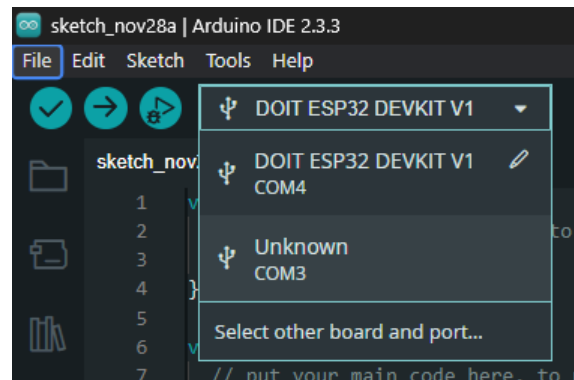 sketch_nov28a | Arduino IDE 2.3.3
File Edit Sketch Tools Help
DOIT ESP32 DEVKIT V1
sketch_nov
DOIT ESP32 DEVKIT V1
COM4
1 v
2 to
3
Unknown
COM3
4 }
5
Select other board and port...
6 v
7 // put your main code here, to